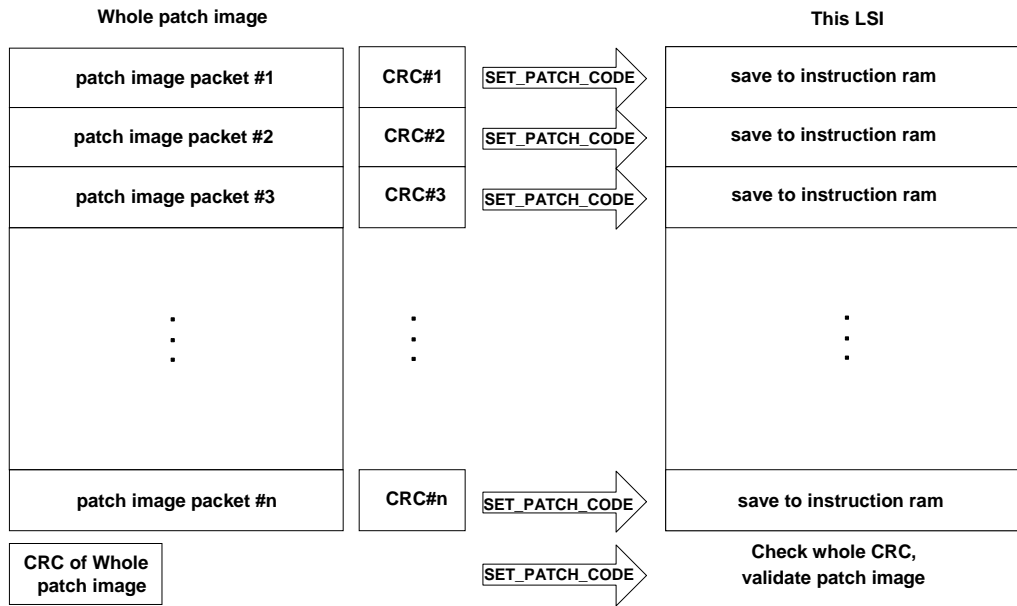 Whole patch image
This LSI
patch image packet #1
CRC#1
SET_PATCH_CODE
save to instruction ram
patch image packet #2
CRC#2
SET_PATCH_CODE
save to instruction ram
patch image packet #3
CRC#3
SET_PATCH_CODE
save to instruction ram
patch image packet #n
CRC#n
SET_PATCH_CODE
save to instruction ram
CRC of Whole
patch image
SET_PATCH_CODE
Check whole CRC,
validate patch image